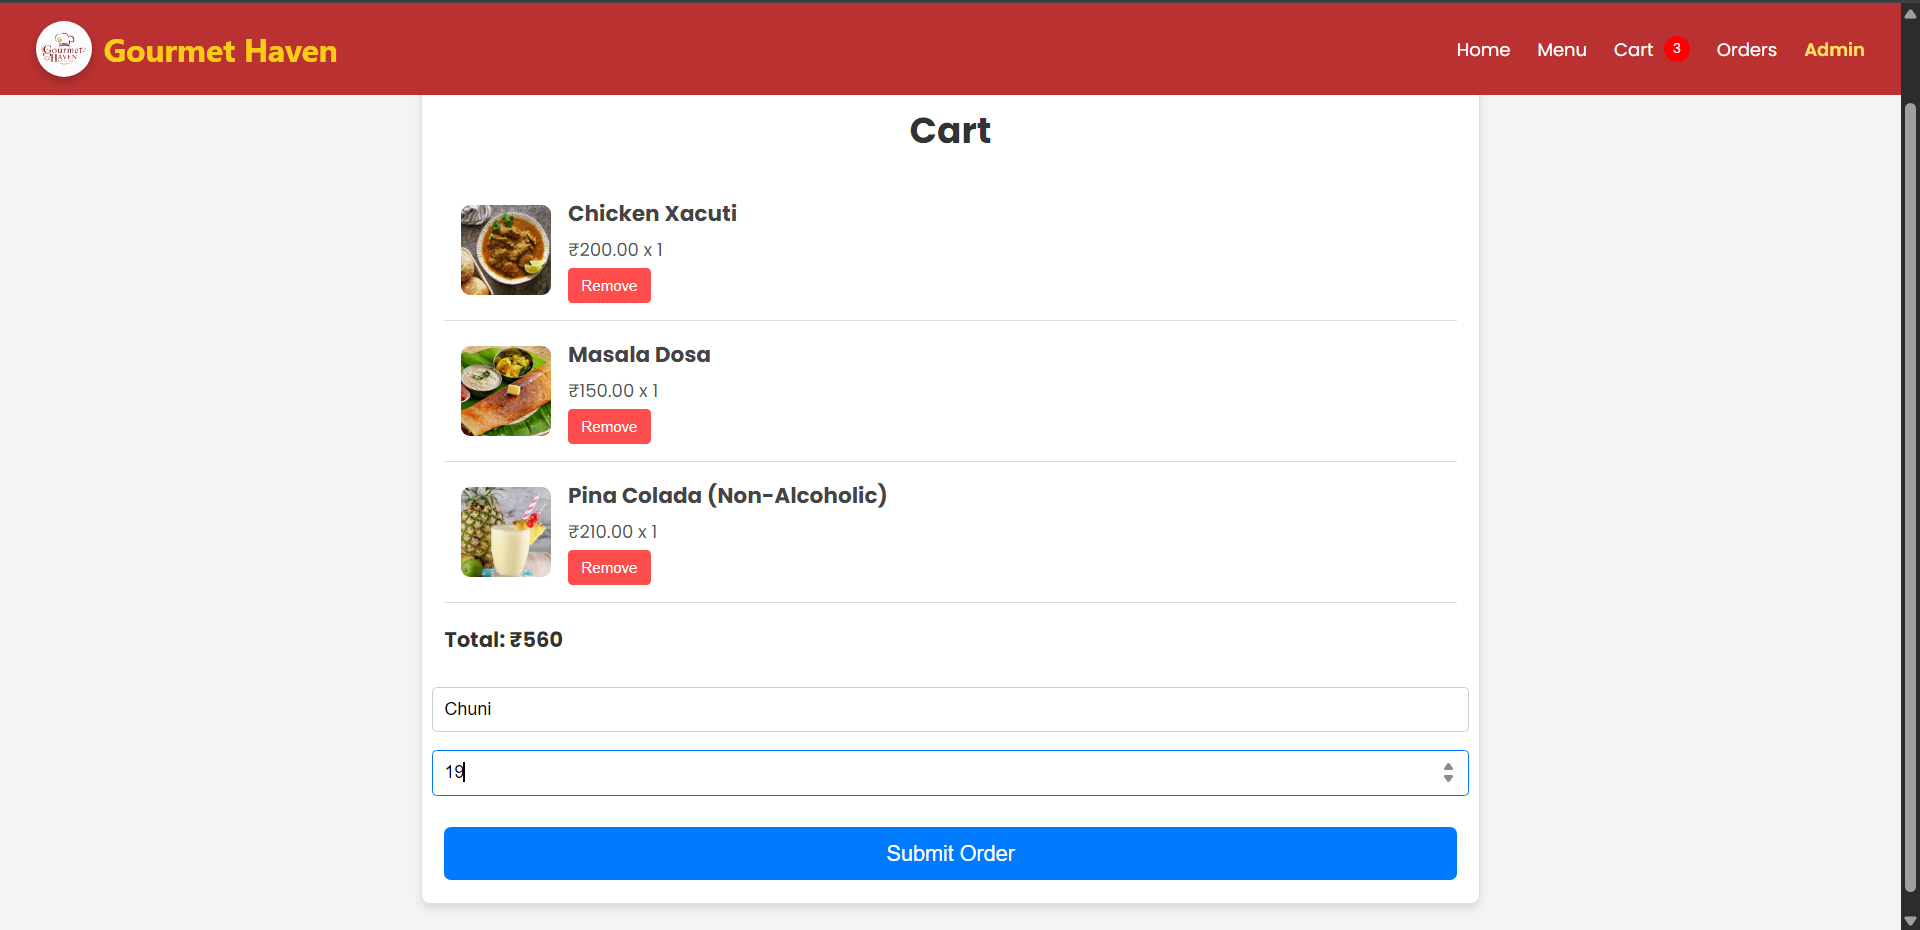 Gourmet
HAVEN
Gourmet Haven
Home
Menu
Cart 3
Orders
Admin
Cart
Chicken Xacuti
₹200.00 x 1
Remove
Masala Dosa
₹150.00 x 1
Remove
Pina Colada (Non-Alcoholic)
₹210.00 x 1
Remove
Total: ₹560
Chuni
19
Submit Order